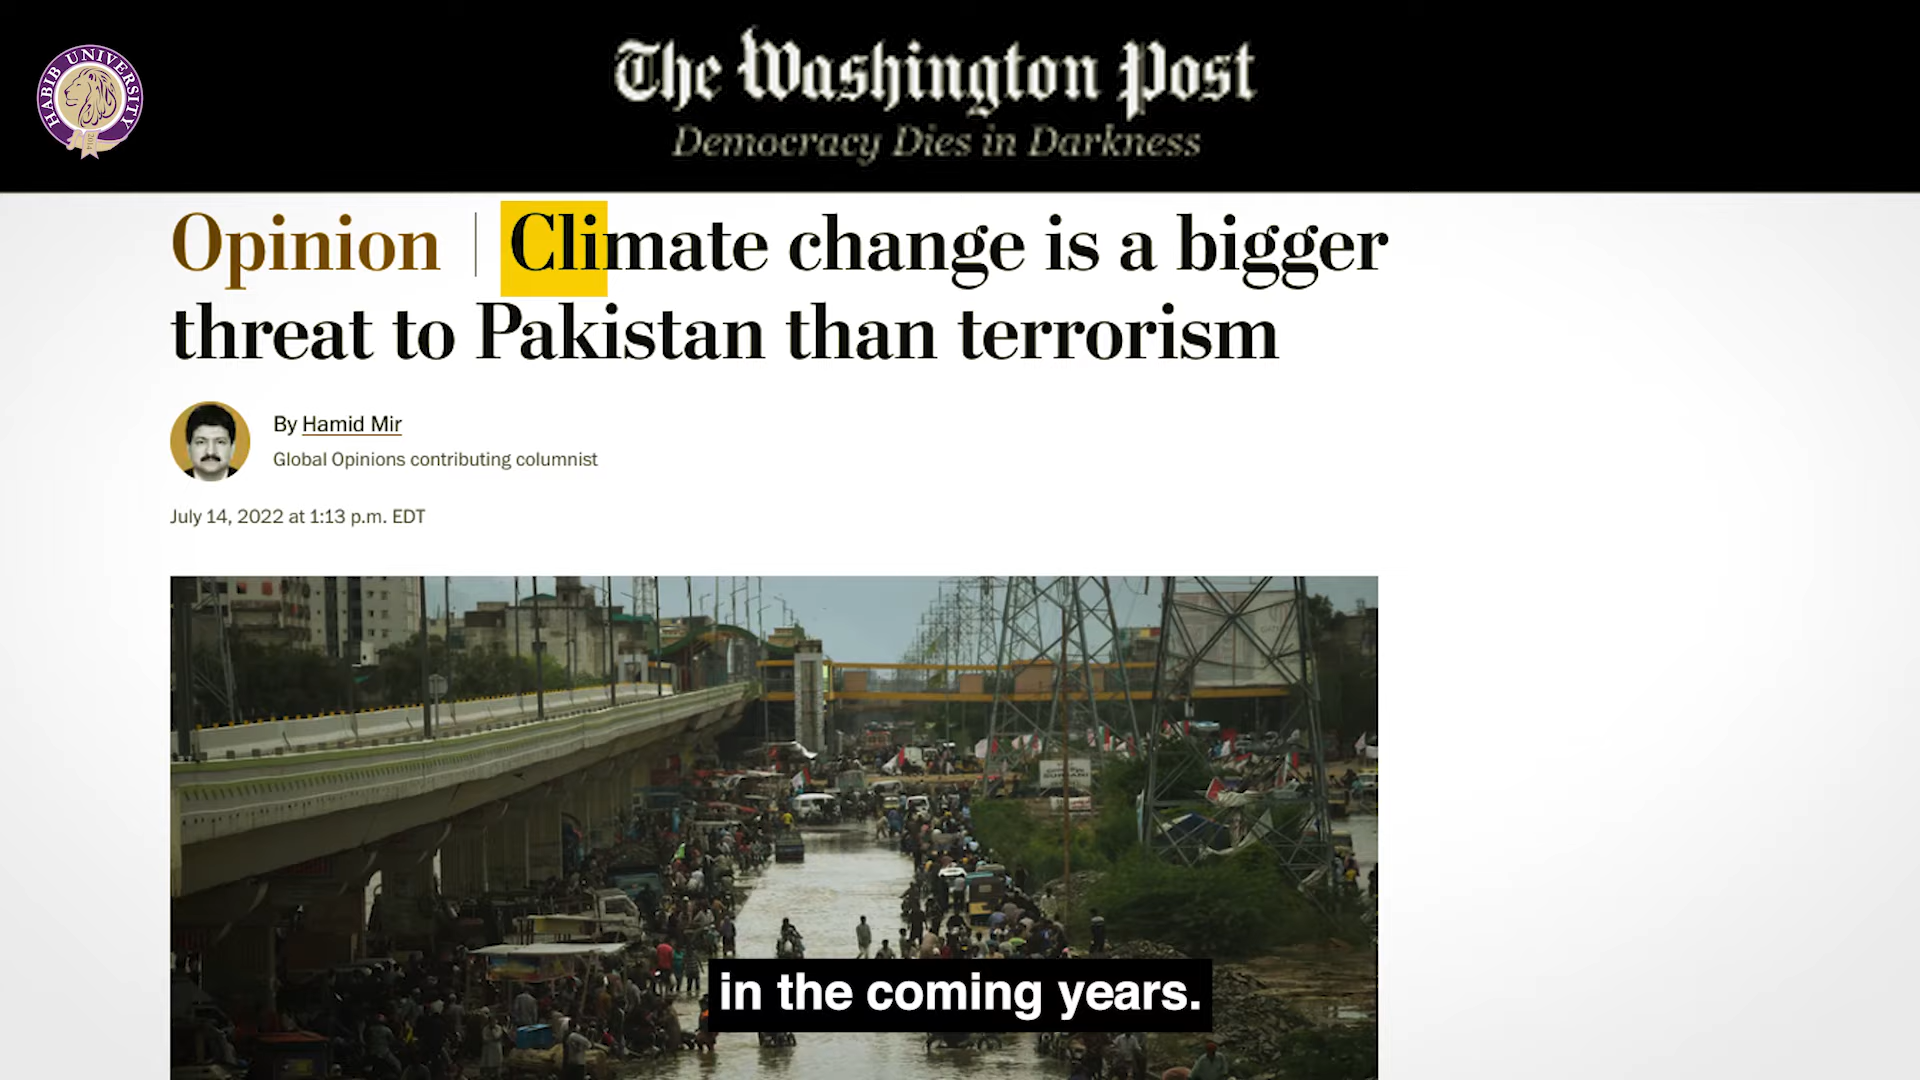 HABIB UNIVERSITY
2014
The Washington Post
Democracy Dies in Darkness
Opinion | Climate change is a bigger
threat to Pakistan than terrorism
By Hamid Mir
Global Opinions contributing columnist
July 14, 2022 at 1:13 p.m. EDT
in the coming years.